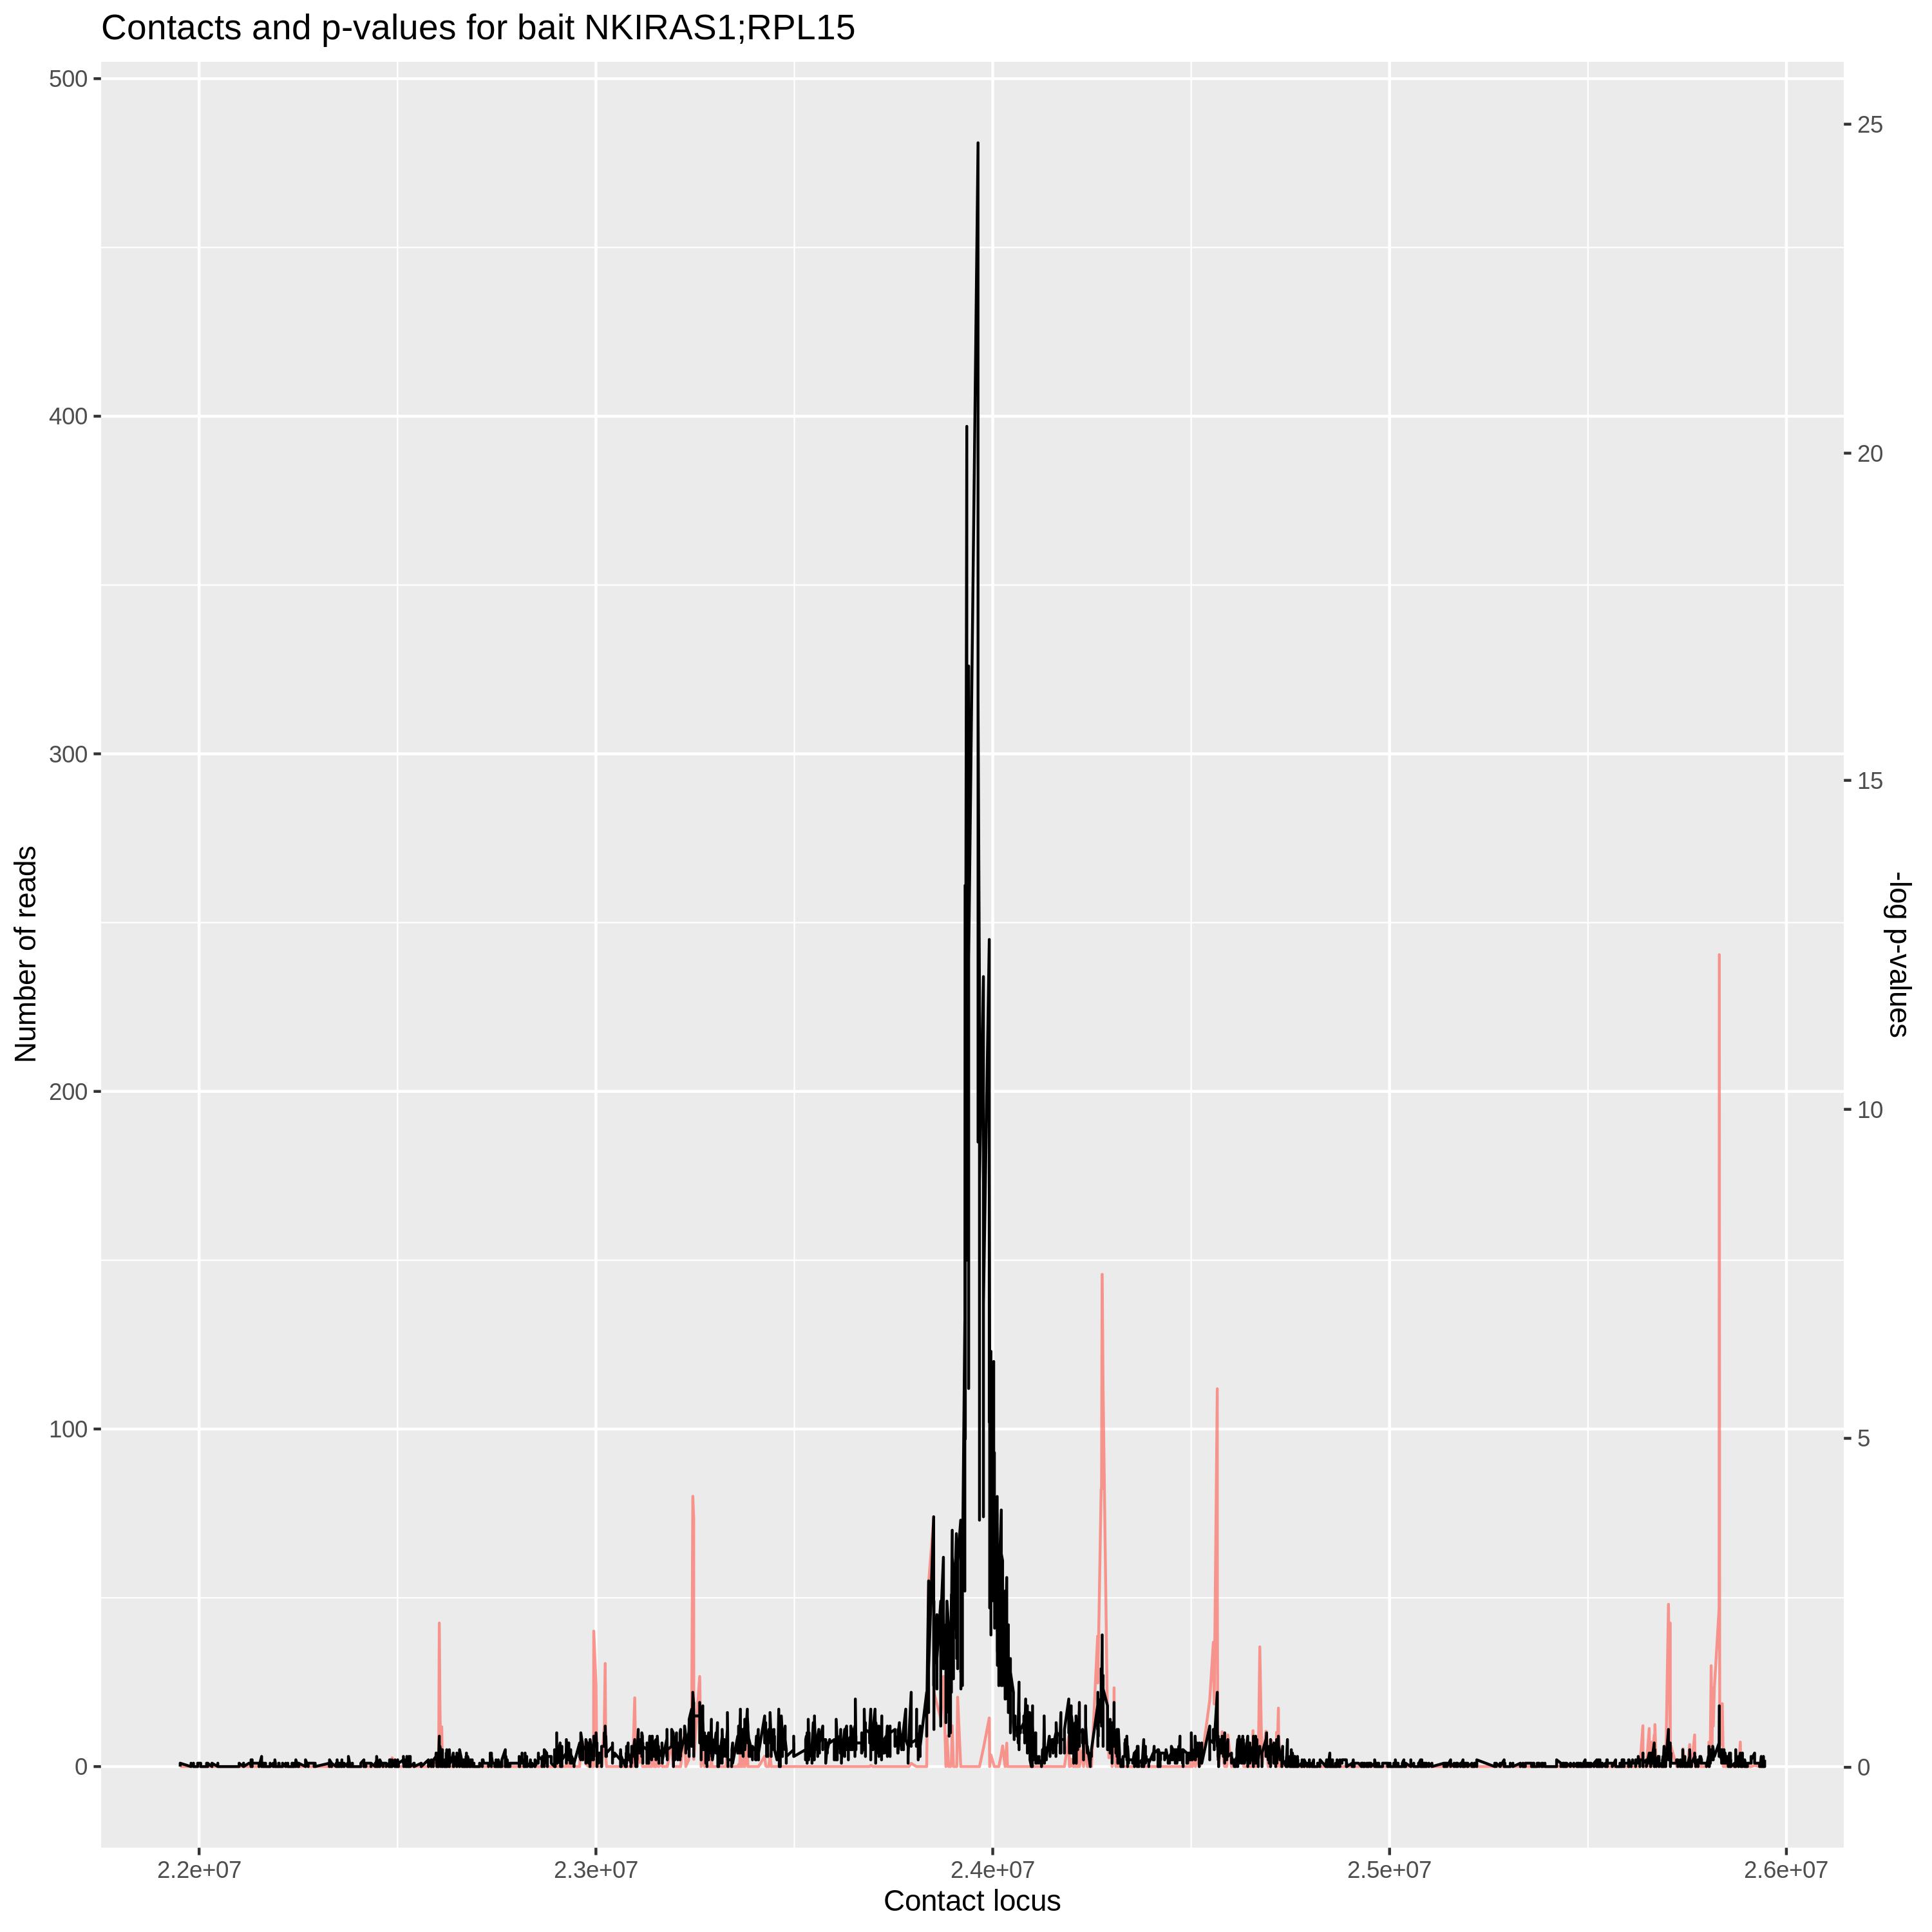 Contacts and p-values for bait NKIRAS1;RPL15
500
400
300
200
100
0
Number of reads
25
20
15
10
5
0
-log p-values
2.2e+07
2.3e+07
2.4e+07
2.5e+07
2.6e+07
Contact locus